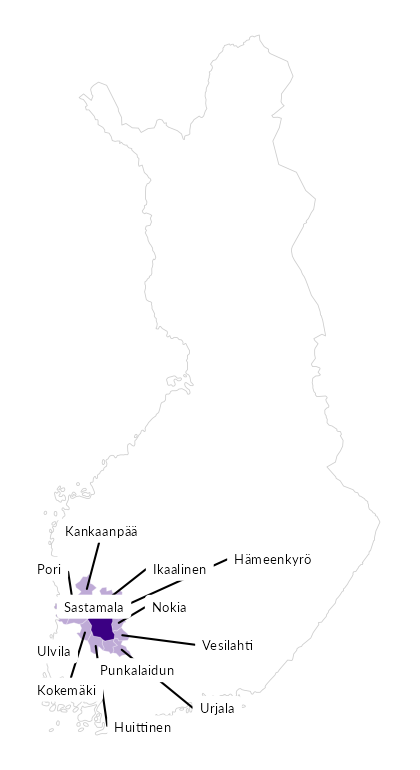 Kankaanpää
Hämeenkyrö
Pori
Ikaalinen
Sastamala
Nokia
Vesilahti
Ulvila
Punkalaidun
Kokemäki
Urjala
Huittinen